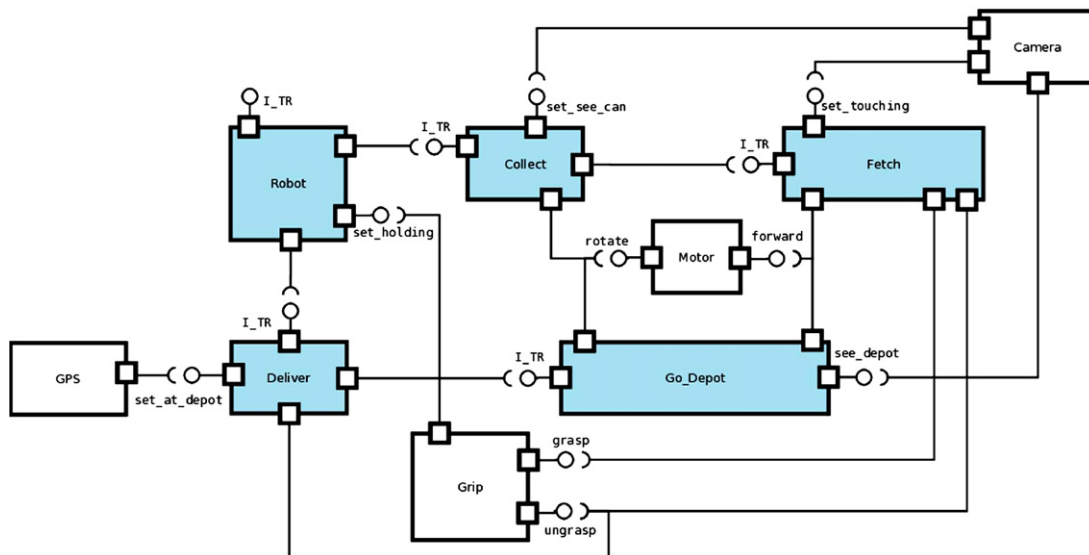 Camera
I_TR
set_see_can
set_touching
I_TR
I_TR
Robot
Collect
Fetch
set_holding
rotate
Motor
forward
I_TR
GPS
set_at_depot
Deliver
I_TR
Go_Depot
see_depot
grasp
Grip
ungrasp